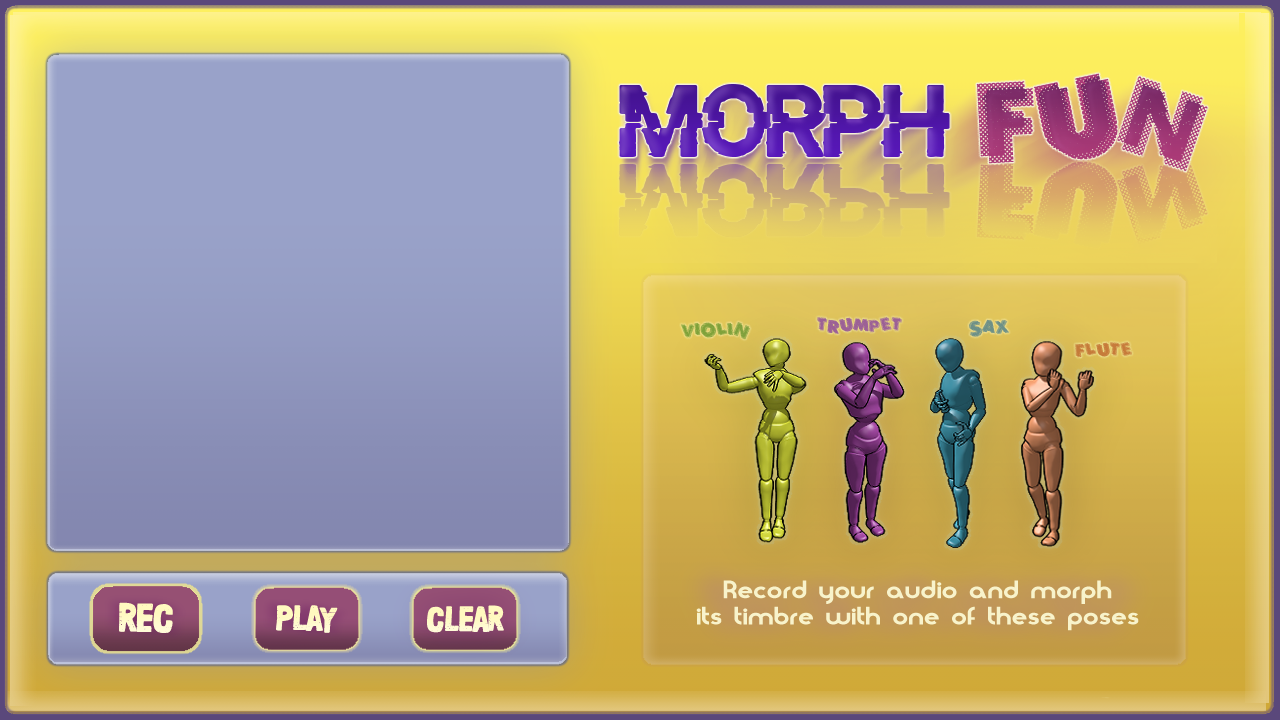 MORPH FUN
VIOLIN
TRUMPET
SAX
FLUTE
Record your audio and morph
its timbre with one of these poses
REC
PLAY
CLEAR